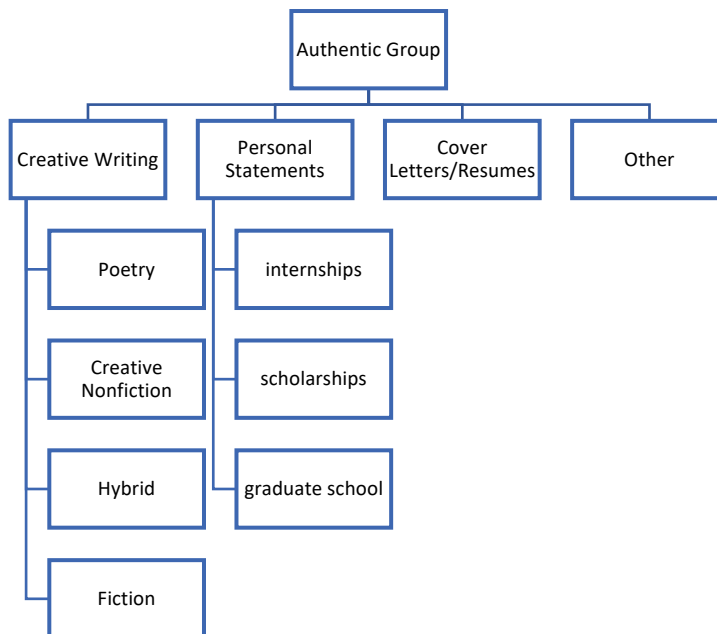 Authentic Group
Creative Writing
Personal
Statements
Cover
Letters/Resumes
Other
Poetry
internships
Creative
Nonfiction
scholarships
Hybrid
graduate school
Fiction